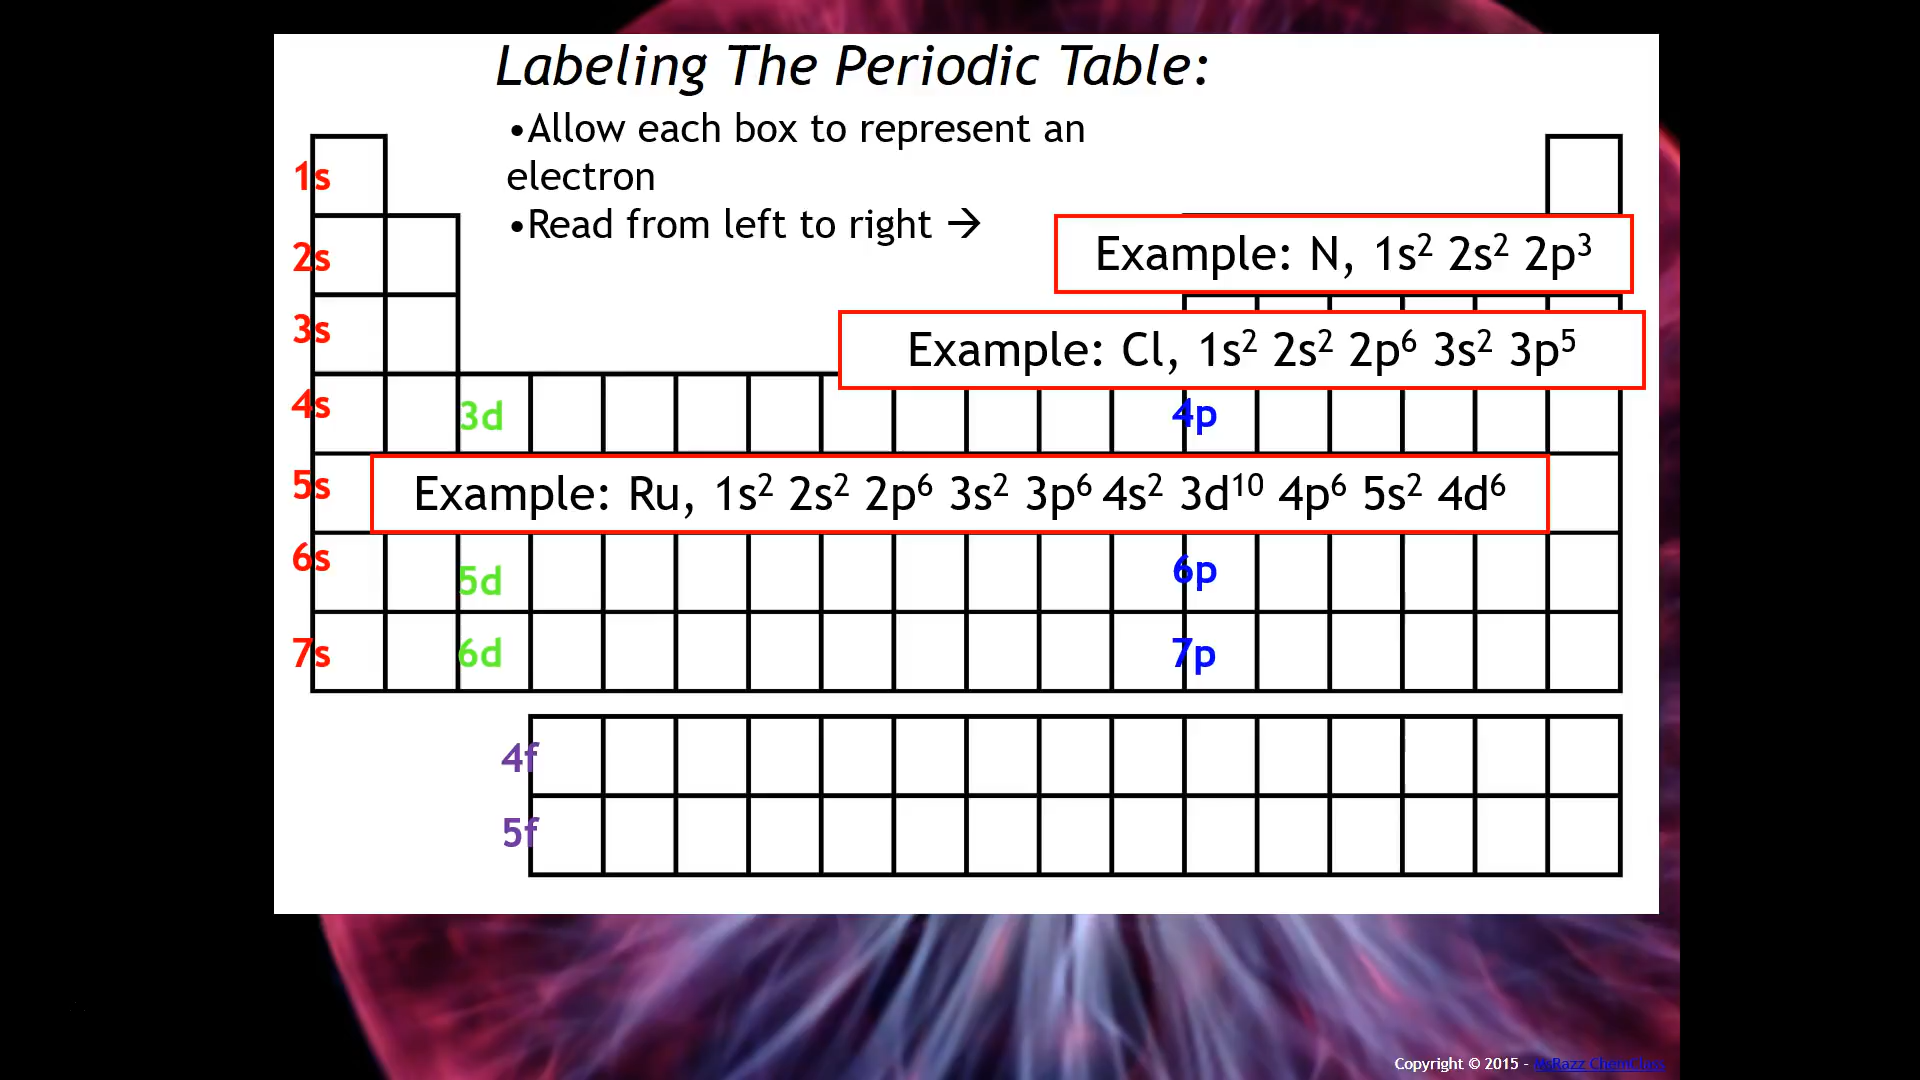 Labeling The Periodic Table:
•Allow each box to represent an
electron
•Read from left to right →
1s
2s
Example: N, 1s² 2s² 2p³
3s
Example: Cl, 1s² 2s² 2p⁶ 3s² 3p⁵
4s 3d 4p
5s
Example: Ru, 1s² 2s² 2p⁶ 3s² 3p⁶ 4s² 3d¹⁰ 4p⁶ 5s² 4d⁶
6s 5d 6p
7s 6d 7p
4f
5f
Copyright © 2015 - MsRazz ChemClass